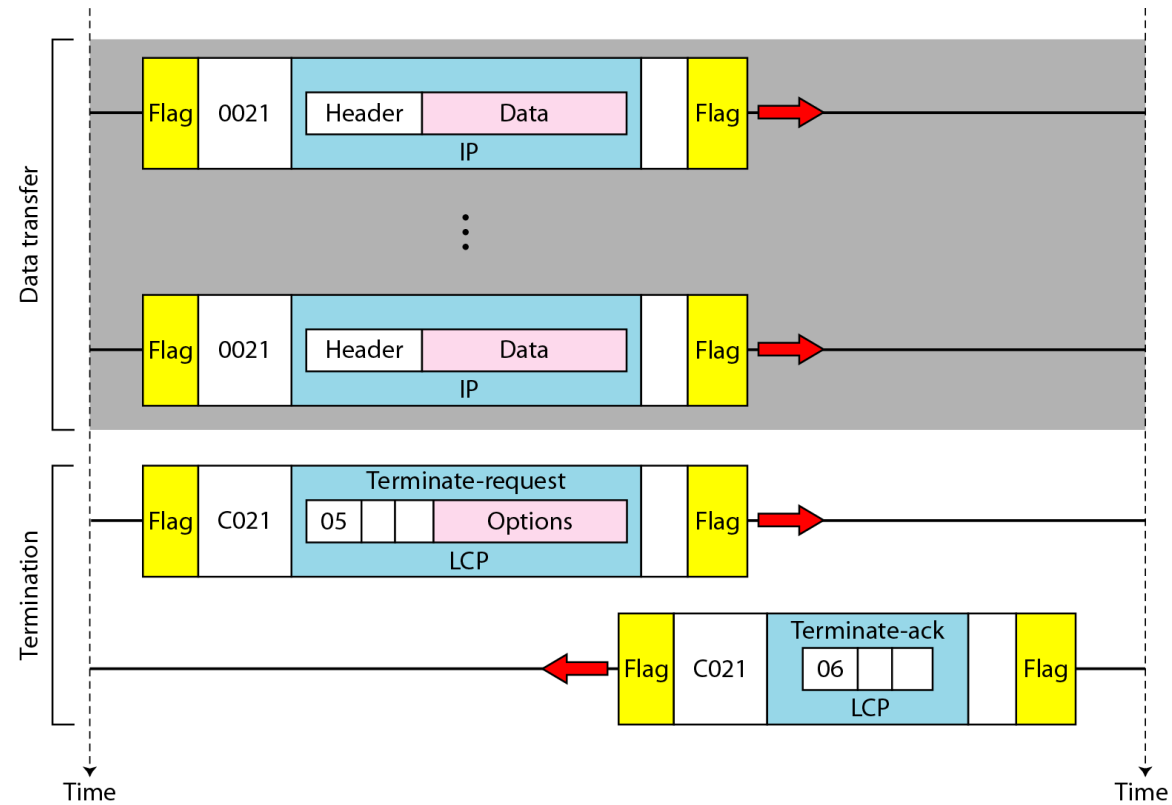 Data transfer
Flag 0021 Header Data Flag
IP
Flag 0021 Header Data Flag
IP
Termination
Terminate-request
Flag C021 05 Options Flag
LCP
Terminate-ack
Flag C021 06 Flag
LCP
Time Time